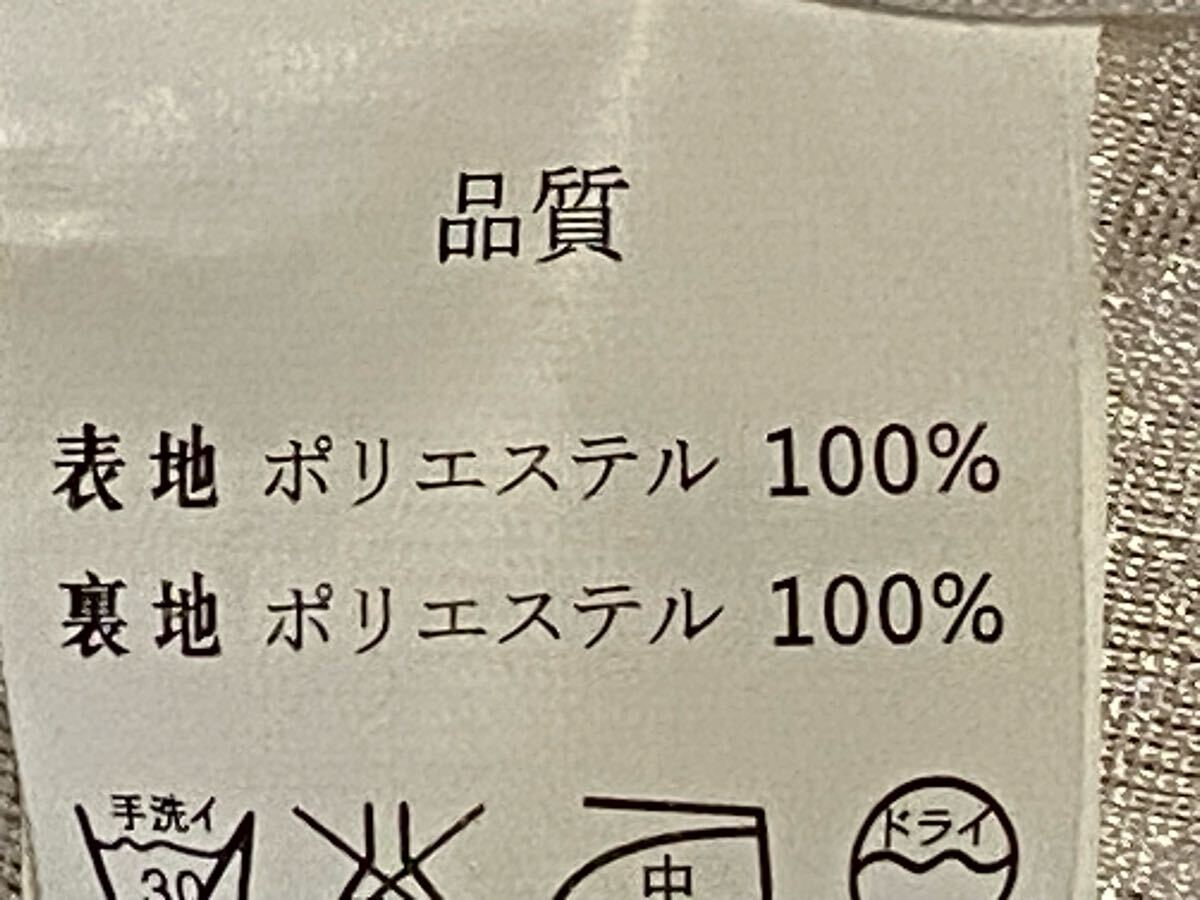 品質
表地 ポリエステル 100%
裏地 ポリエステル 100%
手洗イ 中 ドライ
30